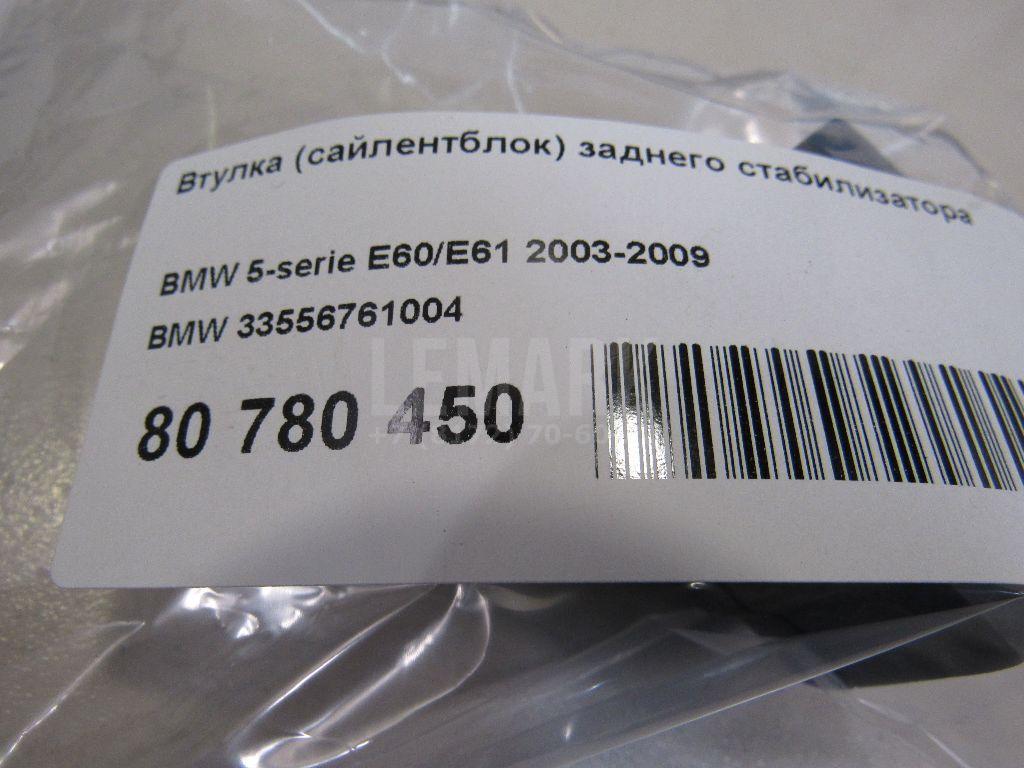 Втулка (сайлентблок) заднего стабилизатора
BMW 5-serie E60/E61 2003-2009
BMW 33556761004
80 780 450